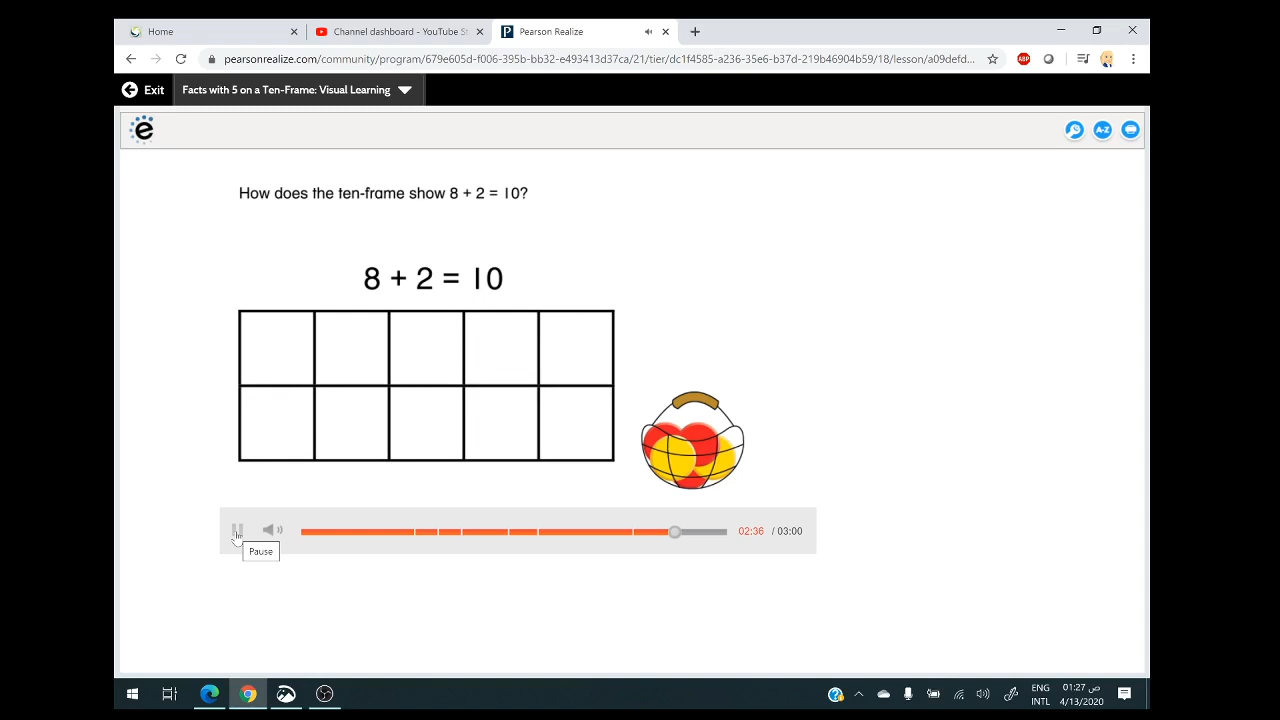 Home
Channel dashboard - YouTube St
Pearson Realize
pearsonrealize.com/community/679e605d-f006-395b-bb32-e493413d37ca/21/tier/de1f4585-a236-35e6-b37d-219b46904b59/18/lesson/a09defd...
ABP
Exit
Facts with 5 on a Ten-Frame: Visual Learning
e
A-Z
How does the ten-frame show 8 + 2 = 10?
8 + 2 = 10
02:36 / 03:00
Pause
ENG
INTL
01:27 ص
4/13/2020